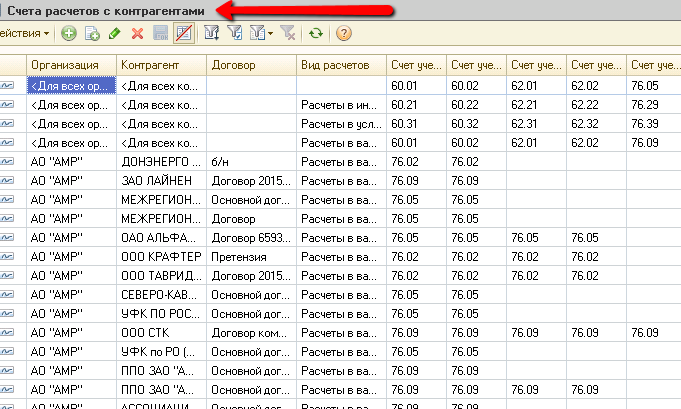 Счета расчетов с контрагентами
ействия
Организация Контрагент Договор Вид расчетов Счет уче... Счет уче... Счет уче... Счет уче... Счет уче
<Для всех ор... <Для всех ко... 60.01 60.02 62.01 62.02 76.05
<Для всех ор... <Для всех ко... Расчеты в ин... 60.21 60.22 62.21 62.22 76.29
<Для всех ор... <Для всех ко... Расчеты в усл... 60.31 60.32 62.31 62.32 76.39
<Для всех ор... <Для всех ко... Расчеты в ва... 60.01 60.02 62.01 62.02 76.09
АО "АМР" ДОНЭНЕРГО ... б/н Расчеты в ва... 76.02 76.02
АО "АМР" ЗАО ЛАЙНЕН Договор 2015... Расчеты в ва... 76.09 76.09
АО "АМР" МЕЖРЕГИОН... Основной дог... Расчеты в ва... 76.05 76.05
АО "АМР" МЕЖРЕГИОН... Договор Расчеты в ва... 76.05 76.05
АО "АМР" ОАО АЛЬФА... Договор 6593... Расчеты в ва... 76.05 76.05 76.05 76.05
АО "АМР" ООО КРАФТЕР Претензия Расчеты в ва... 76.02 76.02 76.02 76.02
АО "АМР" ООО ТАВРИД... Договор 2015... Расчеты в ва... 76.02 76.02 76.02 76.02
АО "АМР" СЕВЕРО-КАВ... Основной дог... Расчеты в ва... 76.05 76.05
АО "АМР" УФК ПО РОС... Основной дог... Расчеты в ва... 76.05 76.05
АО "АМР" ООО СТК Договор ком... Расчеты в ва... 76.09 76.09 76.09 76.09 76.09
АО "АМР" УФК по РО (... Основной дог... Расчеты в ва... 76.05 76.05
АО "АМР" ППО ЗАО "А... Основной дог... Расчеты в ва... 76.09 76.09
АО "АМР" ППО ЗАО "А... Основной дог... Расчеты в ва... 76.09 76.09 76.09 76.09
АО "АМР" АССОЦИАЦИ... Основной дог... Расчеты в ва... 76.05 76.05